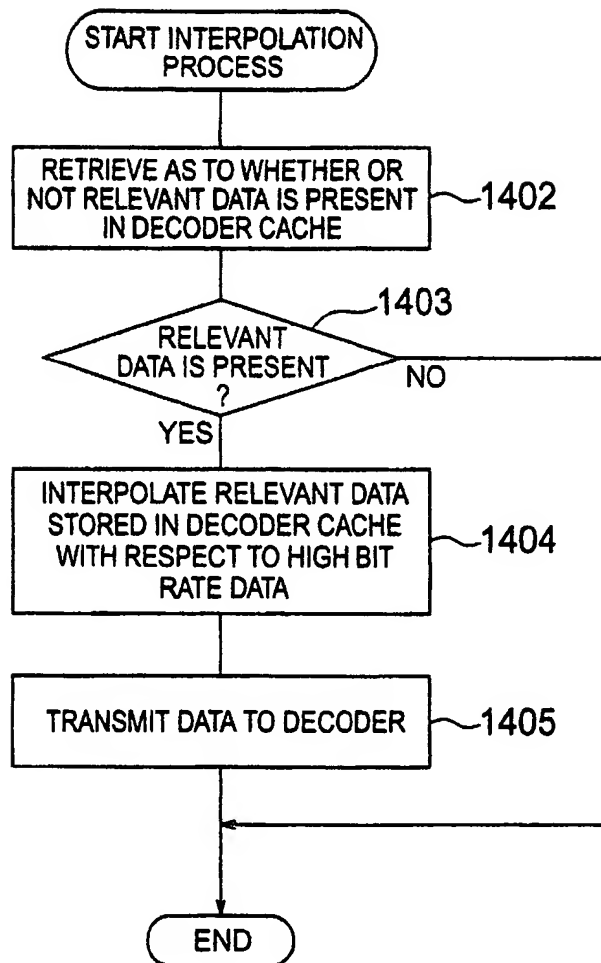 START INTERPOLATION
PROCESS
RETRIEVE AS TO WHETHER OR
NOT RELEVANT DATA IS PRESENT
IN DECODER CACHE
1402
1403
RELEVANT
DATA IS PRESENT
?
NO
YES
INTERPOLATE RELEVANT DATA
STORED IN DECODER CACHE
WITH RESPECT TO HIGH BIT
RATE DATA
1404
TRANSMIT DATA TO DECODER
1405
END